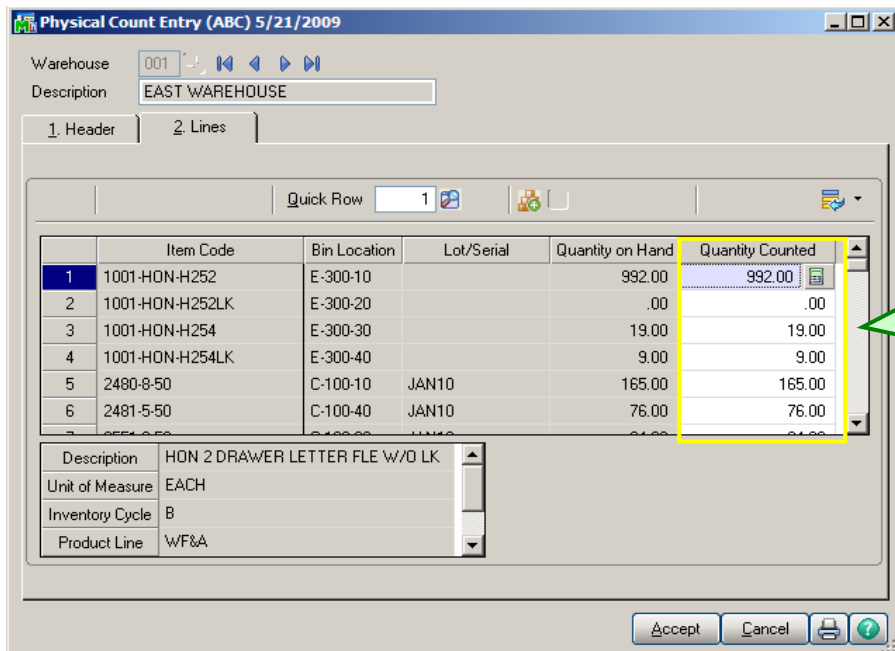 Physical Count Entry (ABC) 5/21/2009
Warehouse 001
Description EAST WAREHOUSE
1. Header 2. Lines
Quick Row 1
Item Code Bin Location Lot/Serial Quantity on Hand Quantity Counted
1 1001-HON-H252 E-300-10 992.00 992.00
2 1001-HON-H252LK E-300-20 .00 .00
3 1001-HON-H254 E-300-30 19.00 19.00
4 1001-HON-H254LK E-300-40 9.00 9.00
5 2480-8-50 C-100-10 JAN10 165.00 165.00
6 2481-5-50 C-100-40 JAN10 76.00 76.00
Description HON 2 DRAWER LETTER FLE W/O LK
Unit of Measure EACH
Inventory Cycle B
Product Line WF&A
Accept Cancel